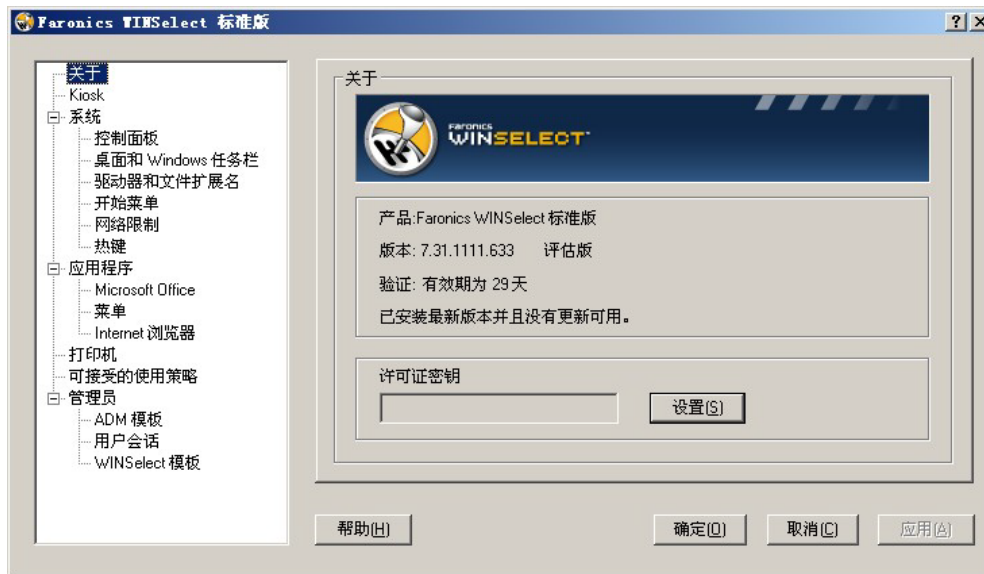 Faronics WINSelect 标准版
关于
Kiosk
系统
控制面板
桌面和 Windows 任务栏
驱动器和文件扩展名
开始菜单
网络限制
热键
应用程序
Microsoft Office
菜单
Internet 浏览器
打印机
可接受的使用策略
管理员
ADM 模板
用户会话
WINSelect 模板
关于
FARONICS
WINSELECT
产品:Faronics WINSelect 标准版
版本: 7.31.1111.633 评估版
验证: 有效期为 29 天
已安装最新版本并且没有更新可用。
许可证密钥
设置(S)
帮助(H)
确定(O)
取消(C)
应用(A)